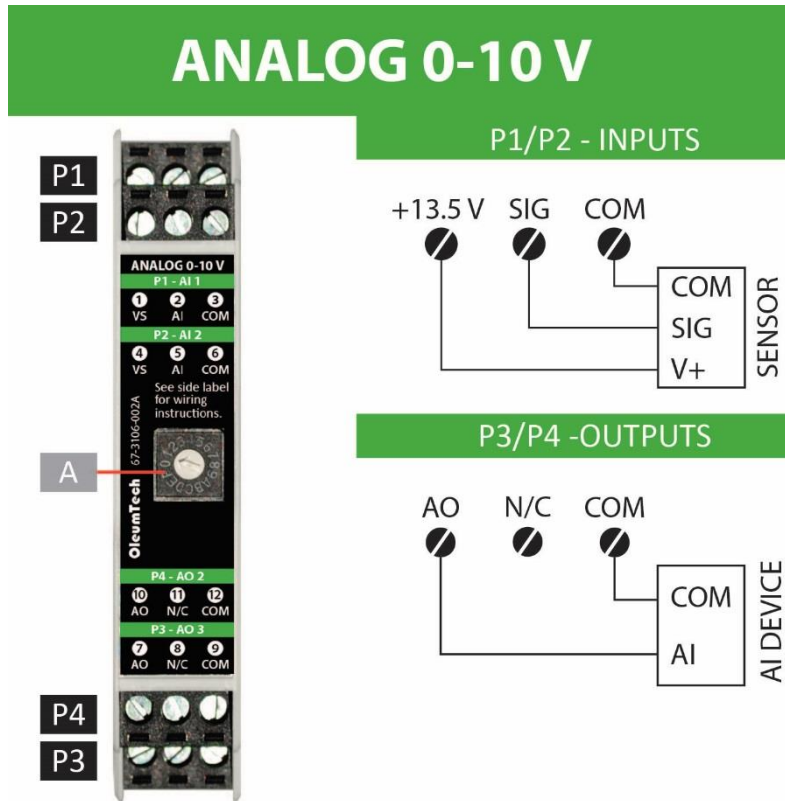 ANALOG 0-10 V
P1
P2
A
P4
P3
ANALOG 0-10 V
P1 - AI 1
1 2 3
VS AI COM
P2 - AI 2
4 5 6
VS AI COM
See side label
for wiring
instructions.
67-3106-002A
OleumTech
P4 - AO 2
10 11 12
AO N/C COM
P3 - AO 3
7 8 9
AO N/C COM
P1/P2 - INPUTS
+13.5 V SIG COM
COM
SIG
V+
SENSOR
P3/P4 -OUTPUTS
AO N/C COM
COM
AI
AI DEVICE